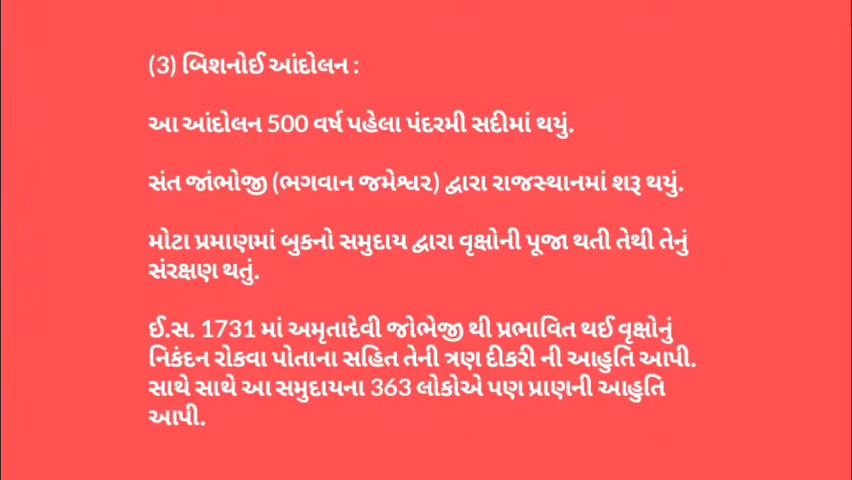 (3) બિશનોઈ આંદોલન :
આ આંદોલન 500 વર્ષ પહેલા પંદરમી સદીમાં થયું.
સંત જાંભોજી (ભગવાન જમેશ્વર) દ્વારા રાજસ્થાનમાં શરૂ થયું.
મોટા પ્રમાણમાં બુકનો સમુદાય દ્વારા વૃક્ષોની પૂજા થતી તેથી તેનું
સંરક્ષણ થતું.
ઈ.સ. 1731 માં અમૃતાદેવી જોભેજી થી પ્રભાવિત થઈ વૃક્ષોનું
નિકંદન રોકવા પોતાના સહિત તેની ત્રણ દીકરી ની આહુતિ આપી.
સાથે સાથે આ સમુદાયના 363 લોકોએ પણ પ્રાણની આહુતિ
આપી.